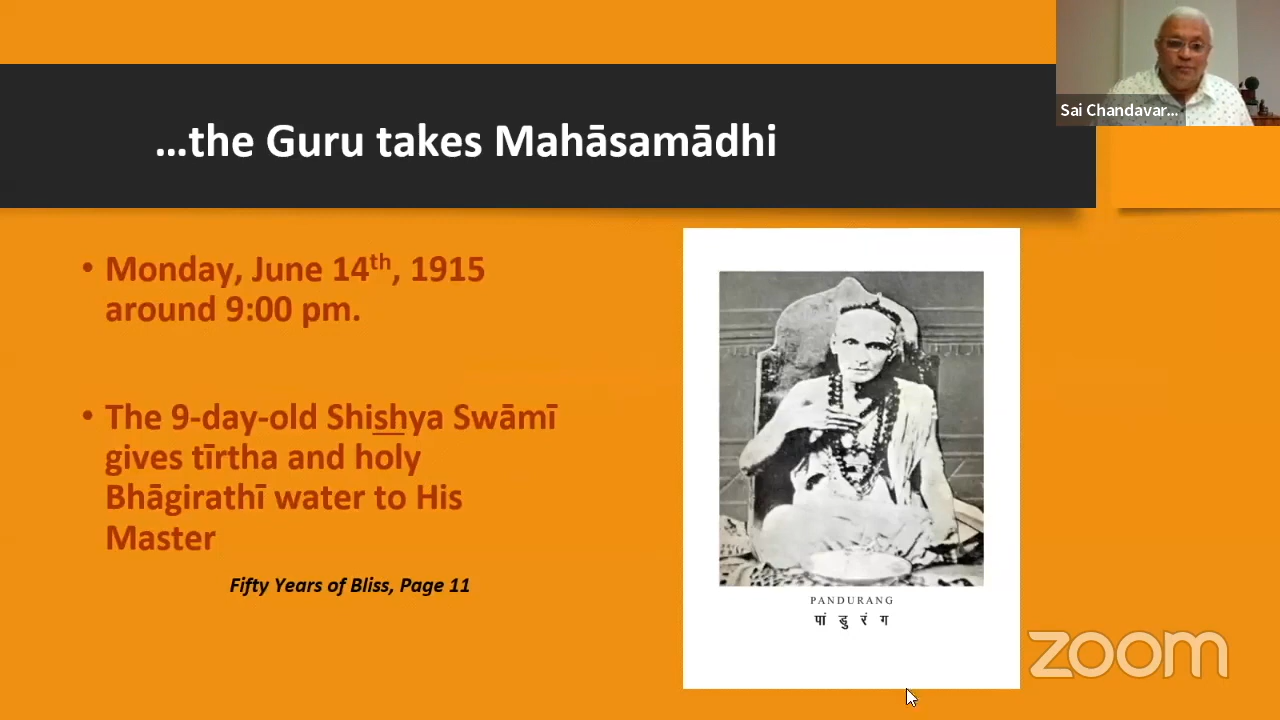 Sai Chandavar...
…the Guru takes Mahāsamādhi
• Monday, June 14th, 1915
around 9:00 pm.
• The 9-day-old Shishya Swāmī
gives tīrtha and holy
Bhāgirathī water to His
Master
Fifty Years of Bliss, Page 11
PANDURANG
पां डु रं ग
zoom